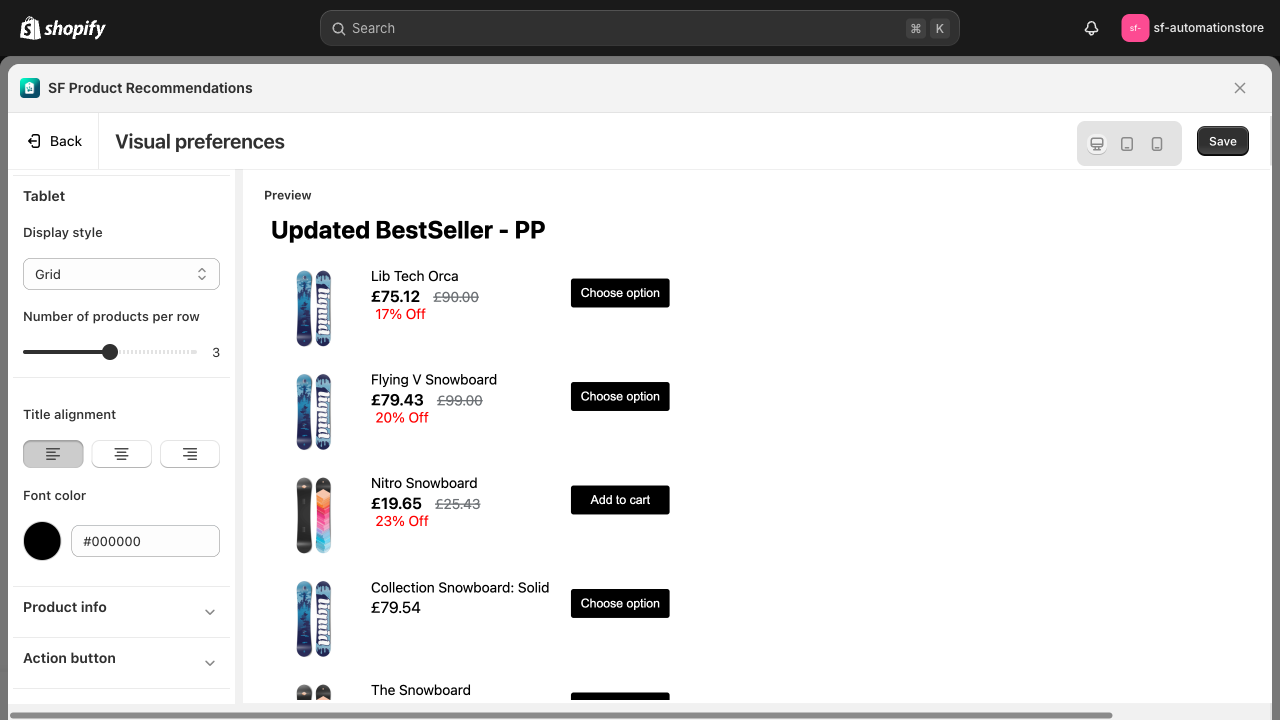 shopify
Search
⌘ K
sf-
sf-automationstore
SF Product Recommendations
Back
Visual preferences
Save
Tablet
Display style
Grid
Number of products per row
3
Title alignment
Font color
#000000
Product info
Action button
Preview
Updated BestSeller - PP
Lib Tech Orca
£75.12 £90.00
17% Off
Choose option
Flying V Snowboard
£79.43 £99.00
20% Off
Choose option
Nitro Snowboard
£19.65 £25.43
23% Off
Add to cart
Collection Snowboard: Solid
£79.54
Choose option
The Snowboard